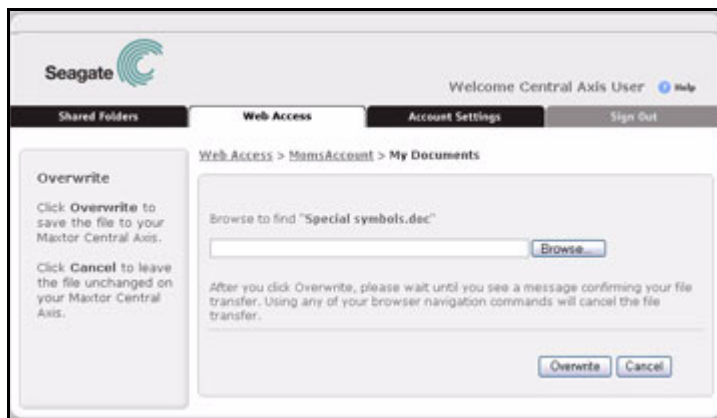 Seagate
Welcome Central Axis User ? Help
Shared Folders Web Access Account Settings Sign Out
Web Access > MomsAccount > My Documents
Overwrite
Click Overwrite to
save the file to your
Maxtor Central Axis.
Click Cancel to leave
the file unchanged on
your Maxtor Central
Axis.
Browse to find "Special symbols.doc"
Browse...
After you click Overwrite, please wait until you see a message confirming your file
transfer. Using any of your browser navigation commands will cancel the file
transfer.
Overwrite Cancel